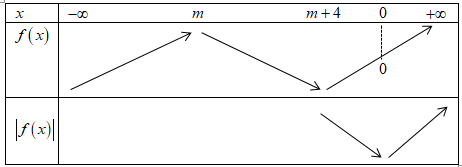 x −∞ m m+4 0 +∞
f(x)
0
|f(x)|